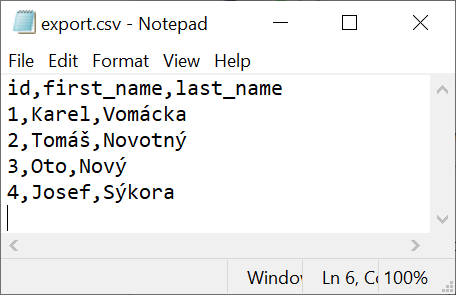 export.csv - Notepad
File Edit Format View Help
id,first_name,last_name
1,Karel,Vomácka
2,Tomáš,Novotný
3,Oto,Nový
4,Josef,Sýkora
Ln 6, 100%